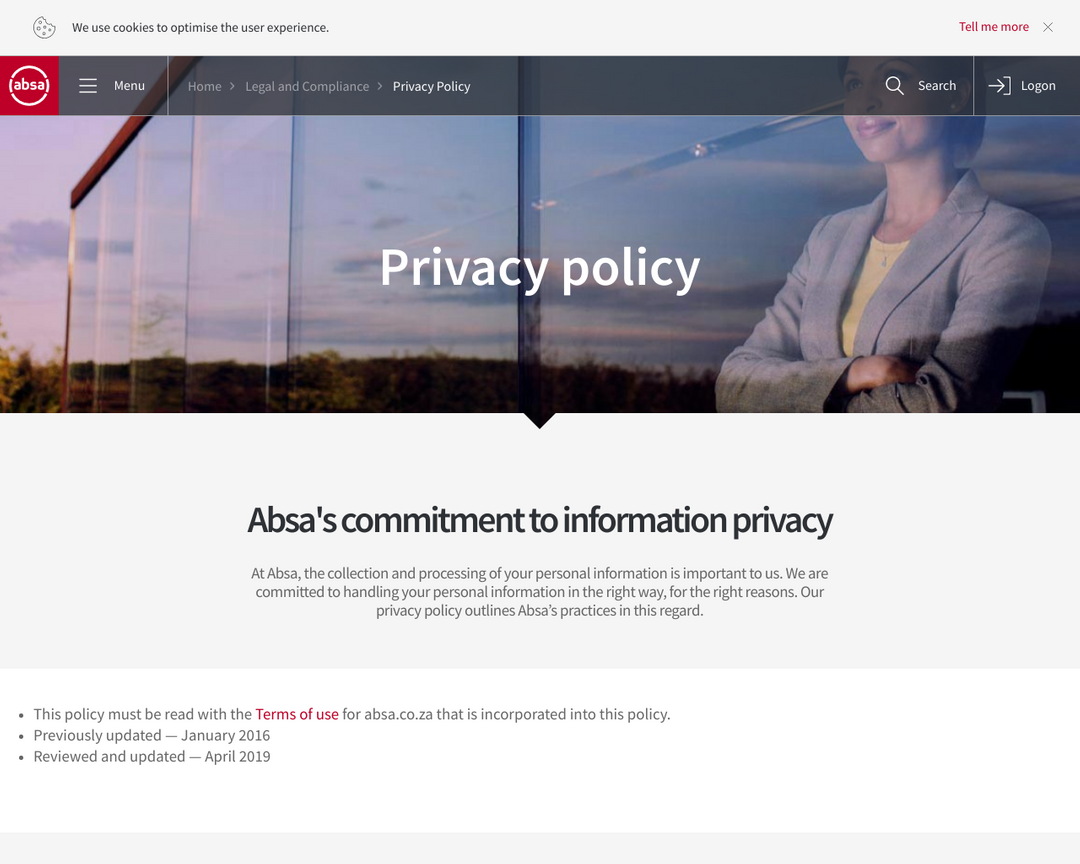 We use cookies to optimise the user experience.
Tell me more
absa
Menu
Home
Legal and Compliance
Privacy Policy
Search
Logon
Privacy policy
Absa's commitment to information privacy
At Absa, the collection and processing of your personal information is important to us. We are
committed to handling your personal information in the right way, for the right reasons. Our
privacy policy outlines Absa’s practices in this regard.
• This policy must be read with the Terms of use for absa.co.za that is incorporated into this policy.
• Previously updated — January 2016
• Reviewed and updated — April 2019